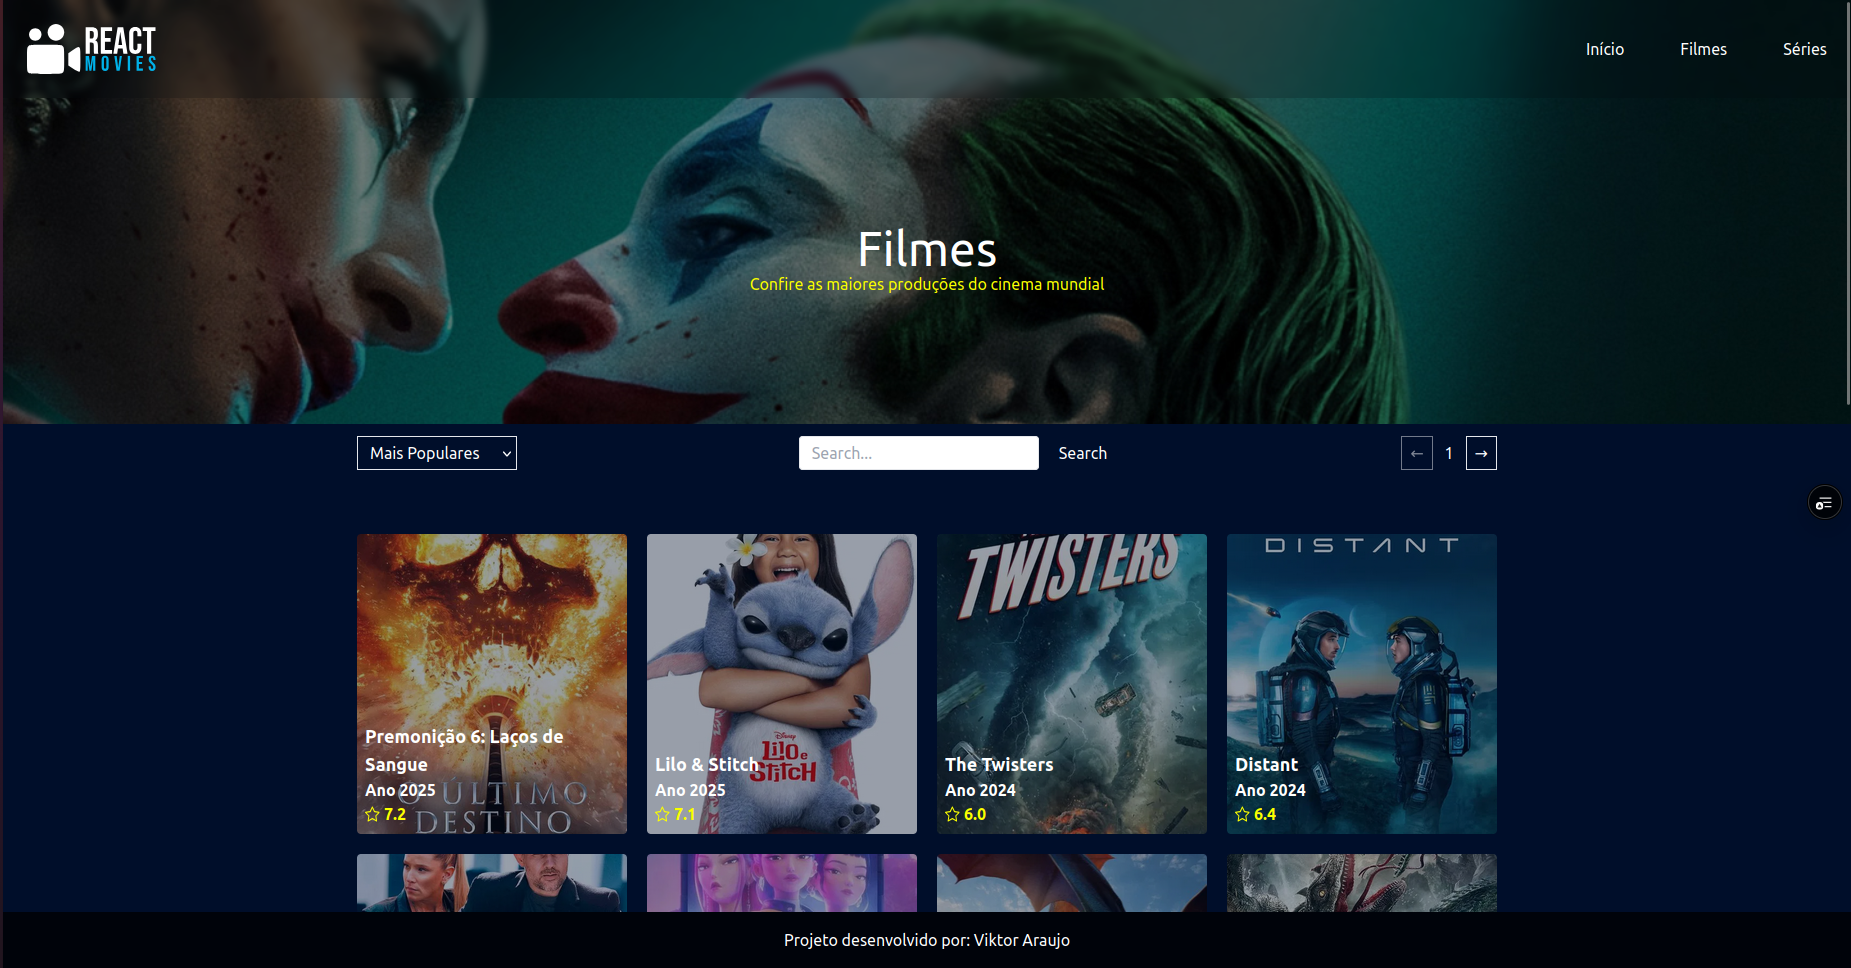 REACT
MOVIES
Início
Filmes
Séries
Filmes
Confire as maiores produções do cinema mundial
Mais Populares
Search...
Search
←
1
→
TWISTERS
DISTANT
Disney
Lilo e
STITCH
Premonição 6: Laços de
Sangue
Ano 2025
7.2
O ÚLTIMO
DESTINO
Lilo & Stitch
Ano 2025
7.1
The Twisters
Ano 2024
6.0
Distant
Ano 2024
6.4
Projeto desenvolvido por: Viktor Araujo